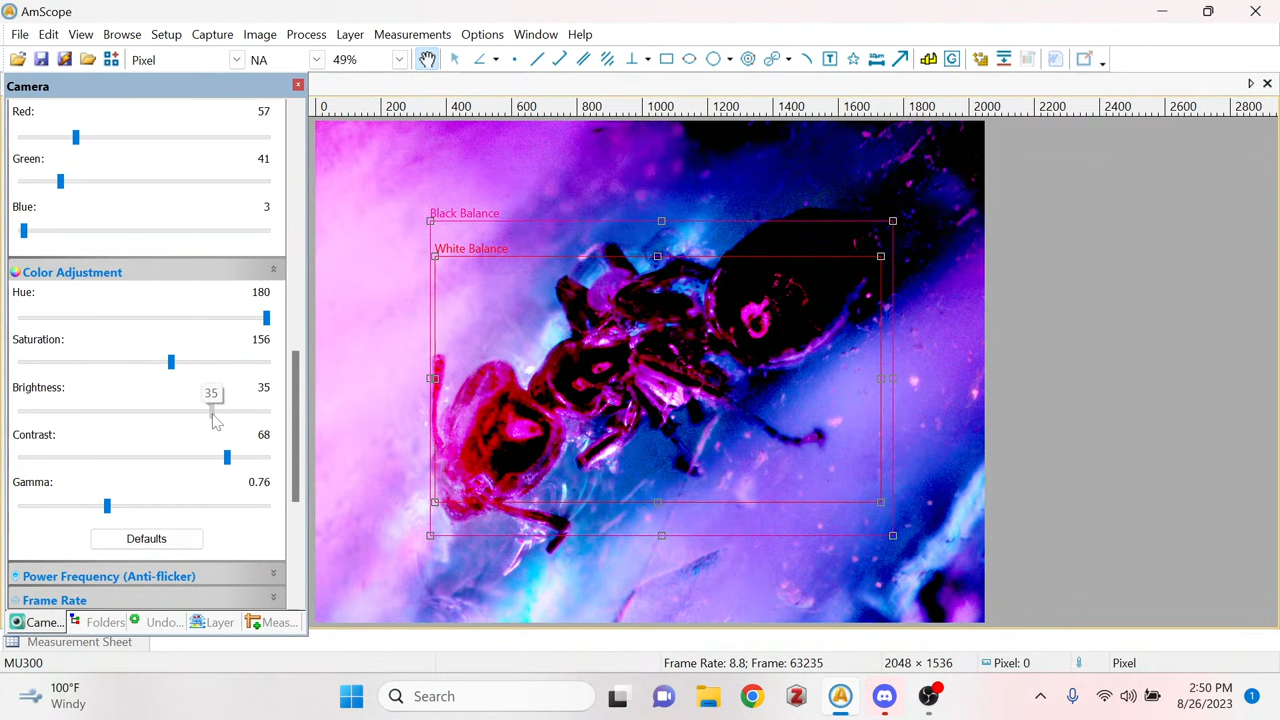 AmScope
File Edit View Browse Setup Capture Image Process Layer Measurements Options Window Help
Pixel NA 49%
Camera
0 200 400 600 800 1000 1200 1400 1600 1800 2000 2200 2400 2600 2800
Red: 57
Green: 41
Blue: 3
Color Adjustment
Hue: 180
Saturation: 156
Brightness: 35
35
Contrast: 68
Gamma: 0.76
Defaults
Power Frequency (Anti-flicker)
Frame Rate
Black Balance
White Balance
Came... Folders Undo... Layer Meas...
Measurement Sheet
MU300 Frame Rate: 8.8; Frame: 63235 2048 × 1536 Pixel: 0 Pixel
100°F
Windy
Search
2:50 PM
8/26/2023
1